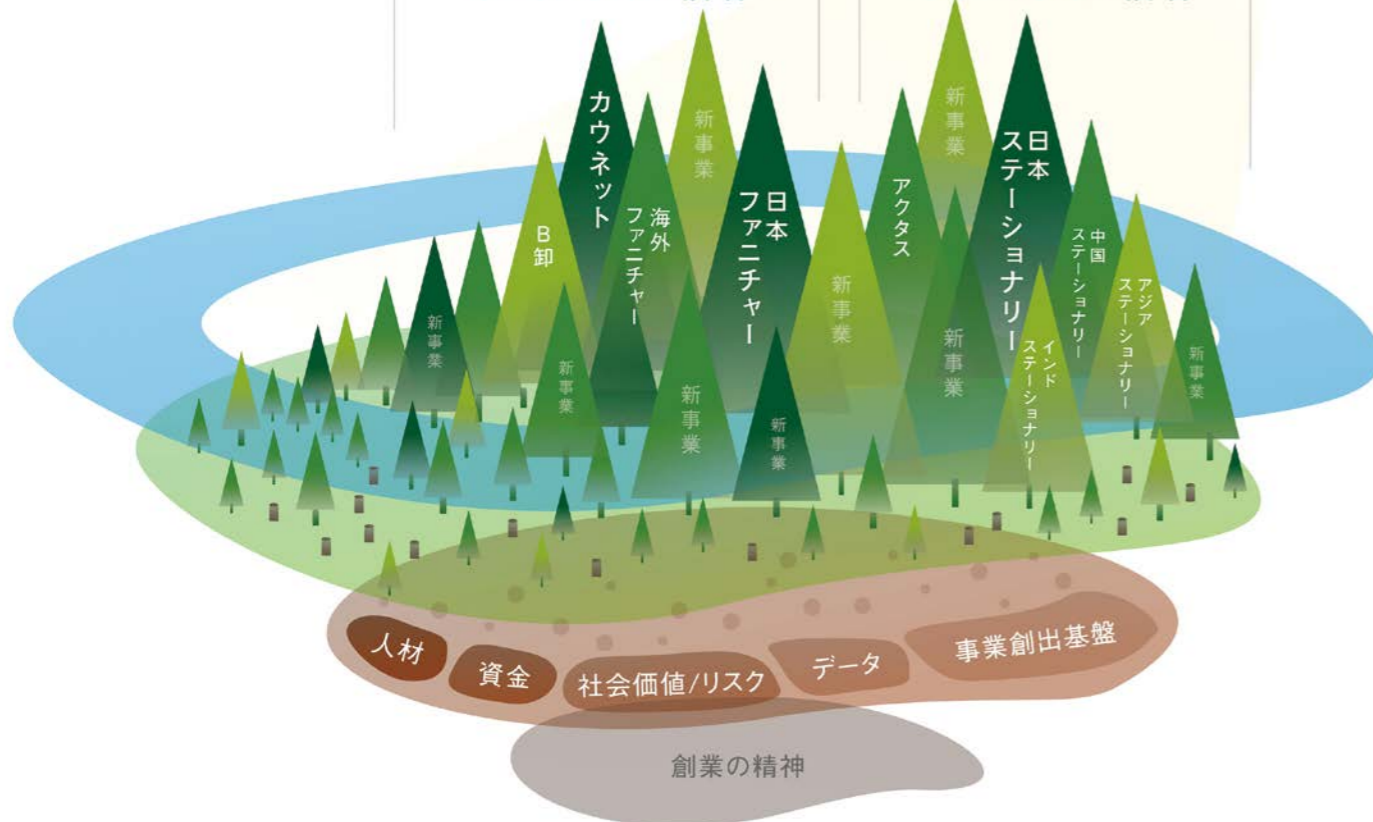 カウネット
新事業
新事業
日本
ステーショナリー
日本
ファニチャー
海外
ファニチャー
アクタス
B卸
中国
ステーショナリー
アジア
ステーショナリー
新事業
新事業
新事業
新事業
インド
ステーショナリー
新事業
新事業
新事業
新事業
人材
資金
社会価値/リスク
データ
事業創出基盤
創業の精神